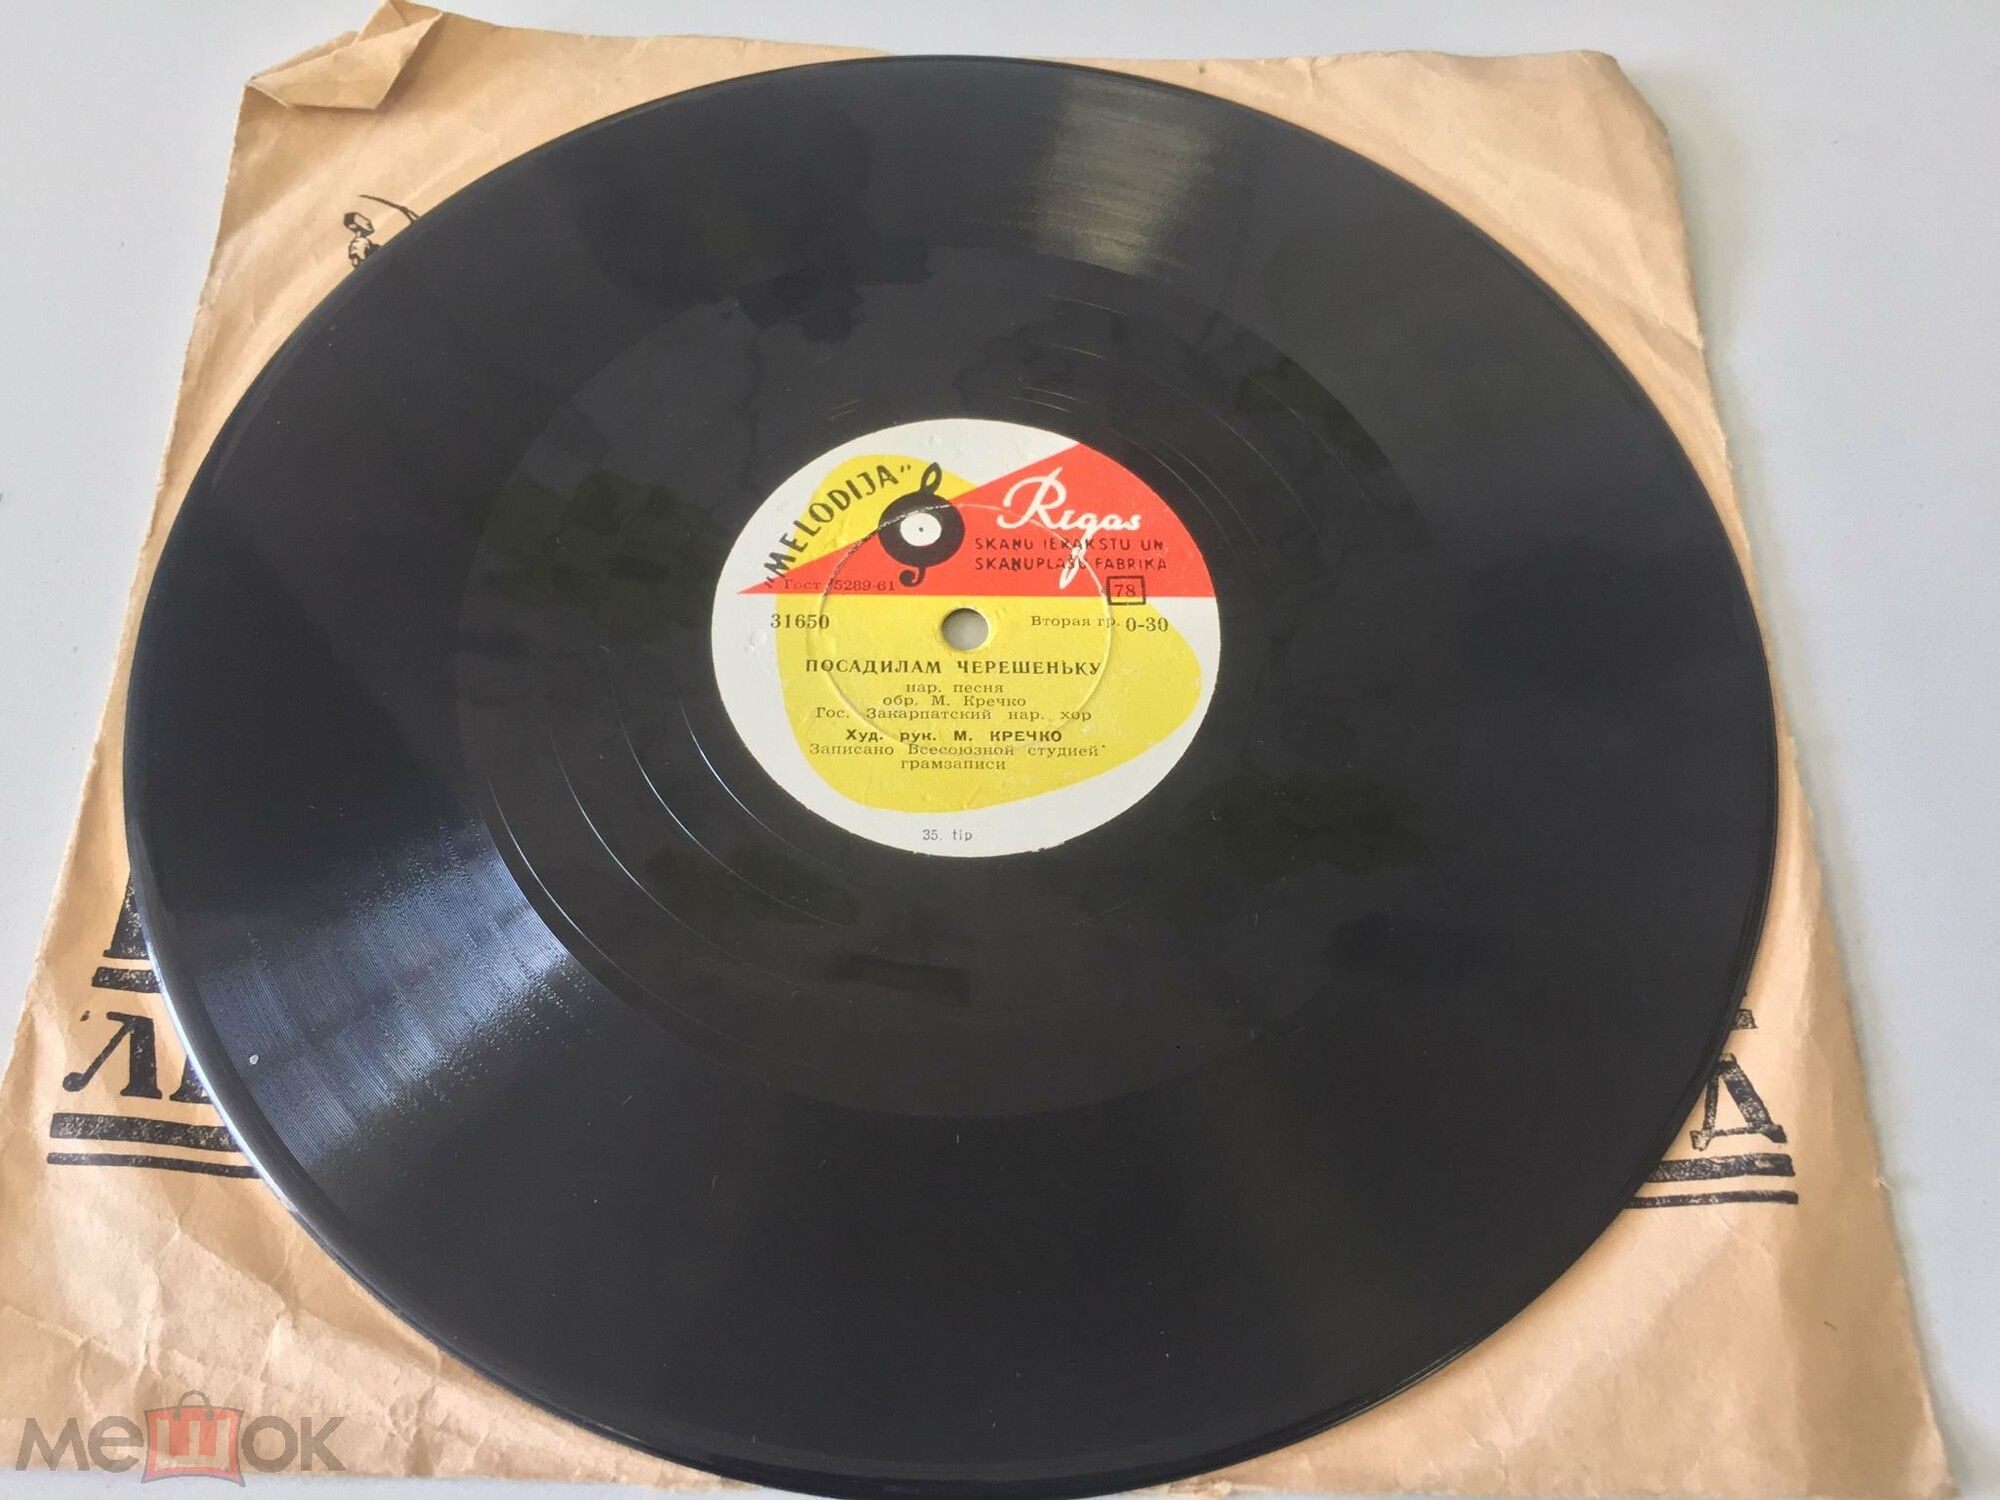 "MELODIJA"
Rigas
SKAŅU IERAKSTU UN
SKAŅUPLAŠU FABRIKA
Гост 5289-61
78
31650
Вторая гр. 0-30
ПОСАДИЛАМ ЧЕРЕШЕНЬКУ
нар. песня
обр. М. Кречко
Гос. Закарпатский нар. хор
Худ. рук. М. КРЕЧКО
Записано Всесоюзной студией
грамзаписи
35. tip
мешок